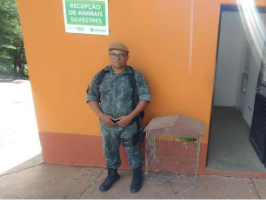 RECEPÇÃO
DE ANIMAIS
SILVESTRES